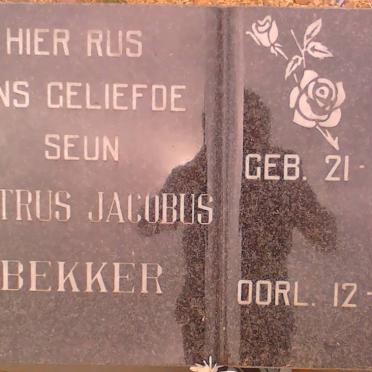 HIER RUS
NS GELIEFDE
SEUN
TRUS JACOBUS
BEKKER
GEB. 21-
OORL. 12-